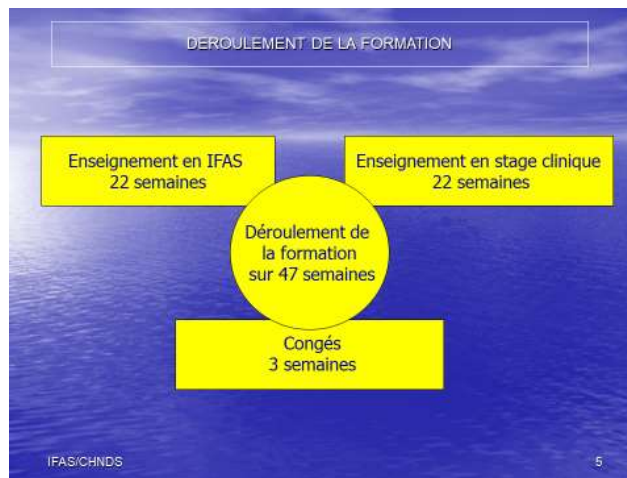 DEROULEMENT DE LA FORMATION
Enseignement en IFAS
22 semaines
Enseignement en stage clinique
22 semaines
Déroulement de
la formation
sur 47 semaines
Congés
3 semaines
IFAS/CHNDS
5